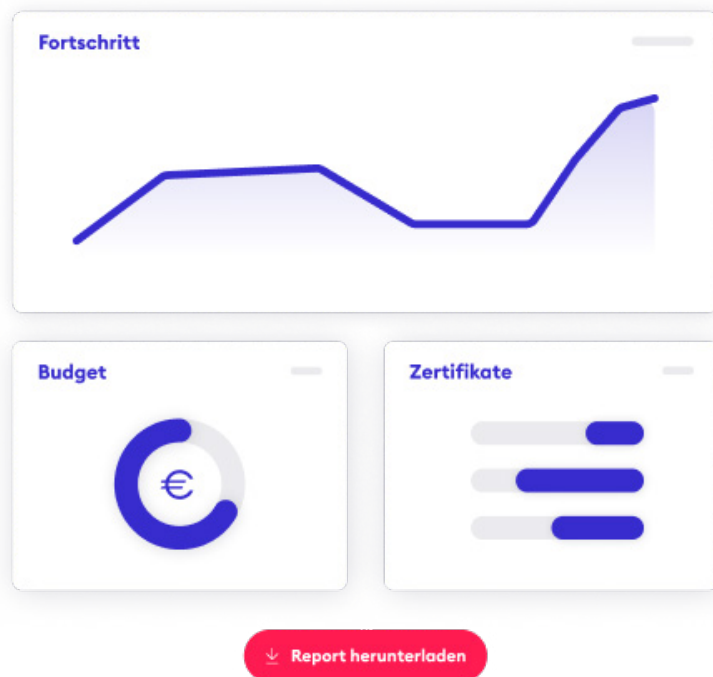 Fortschritt
Budget
Zertifikate
€
Report herunterladen